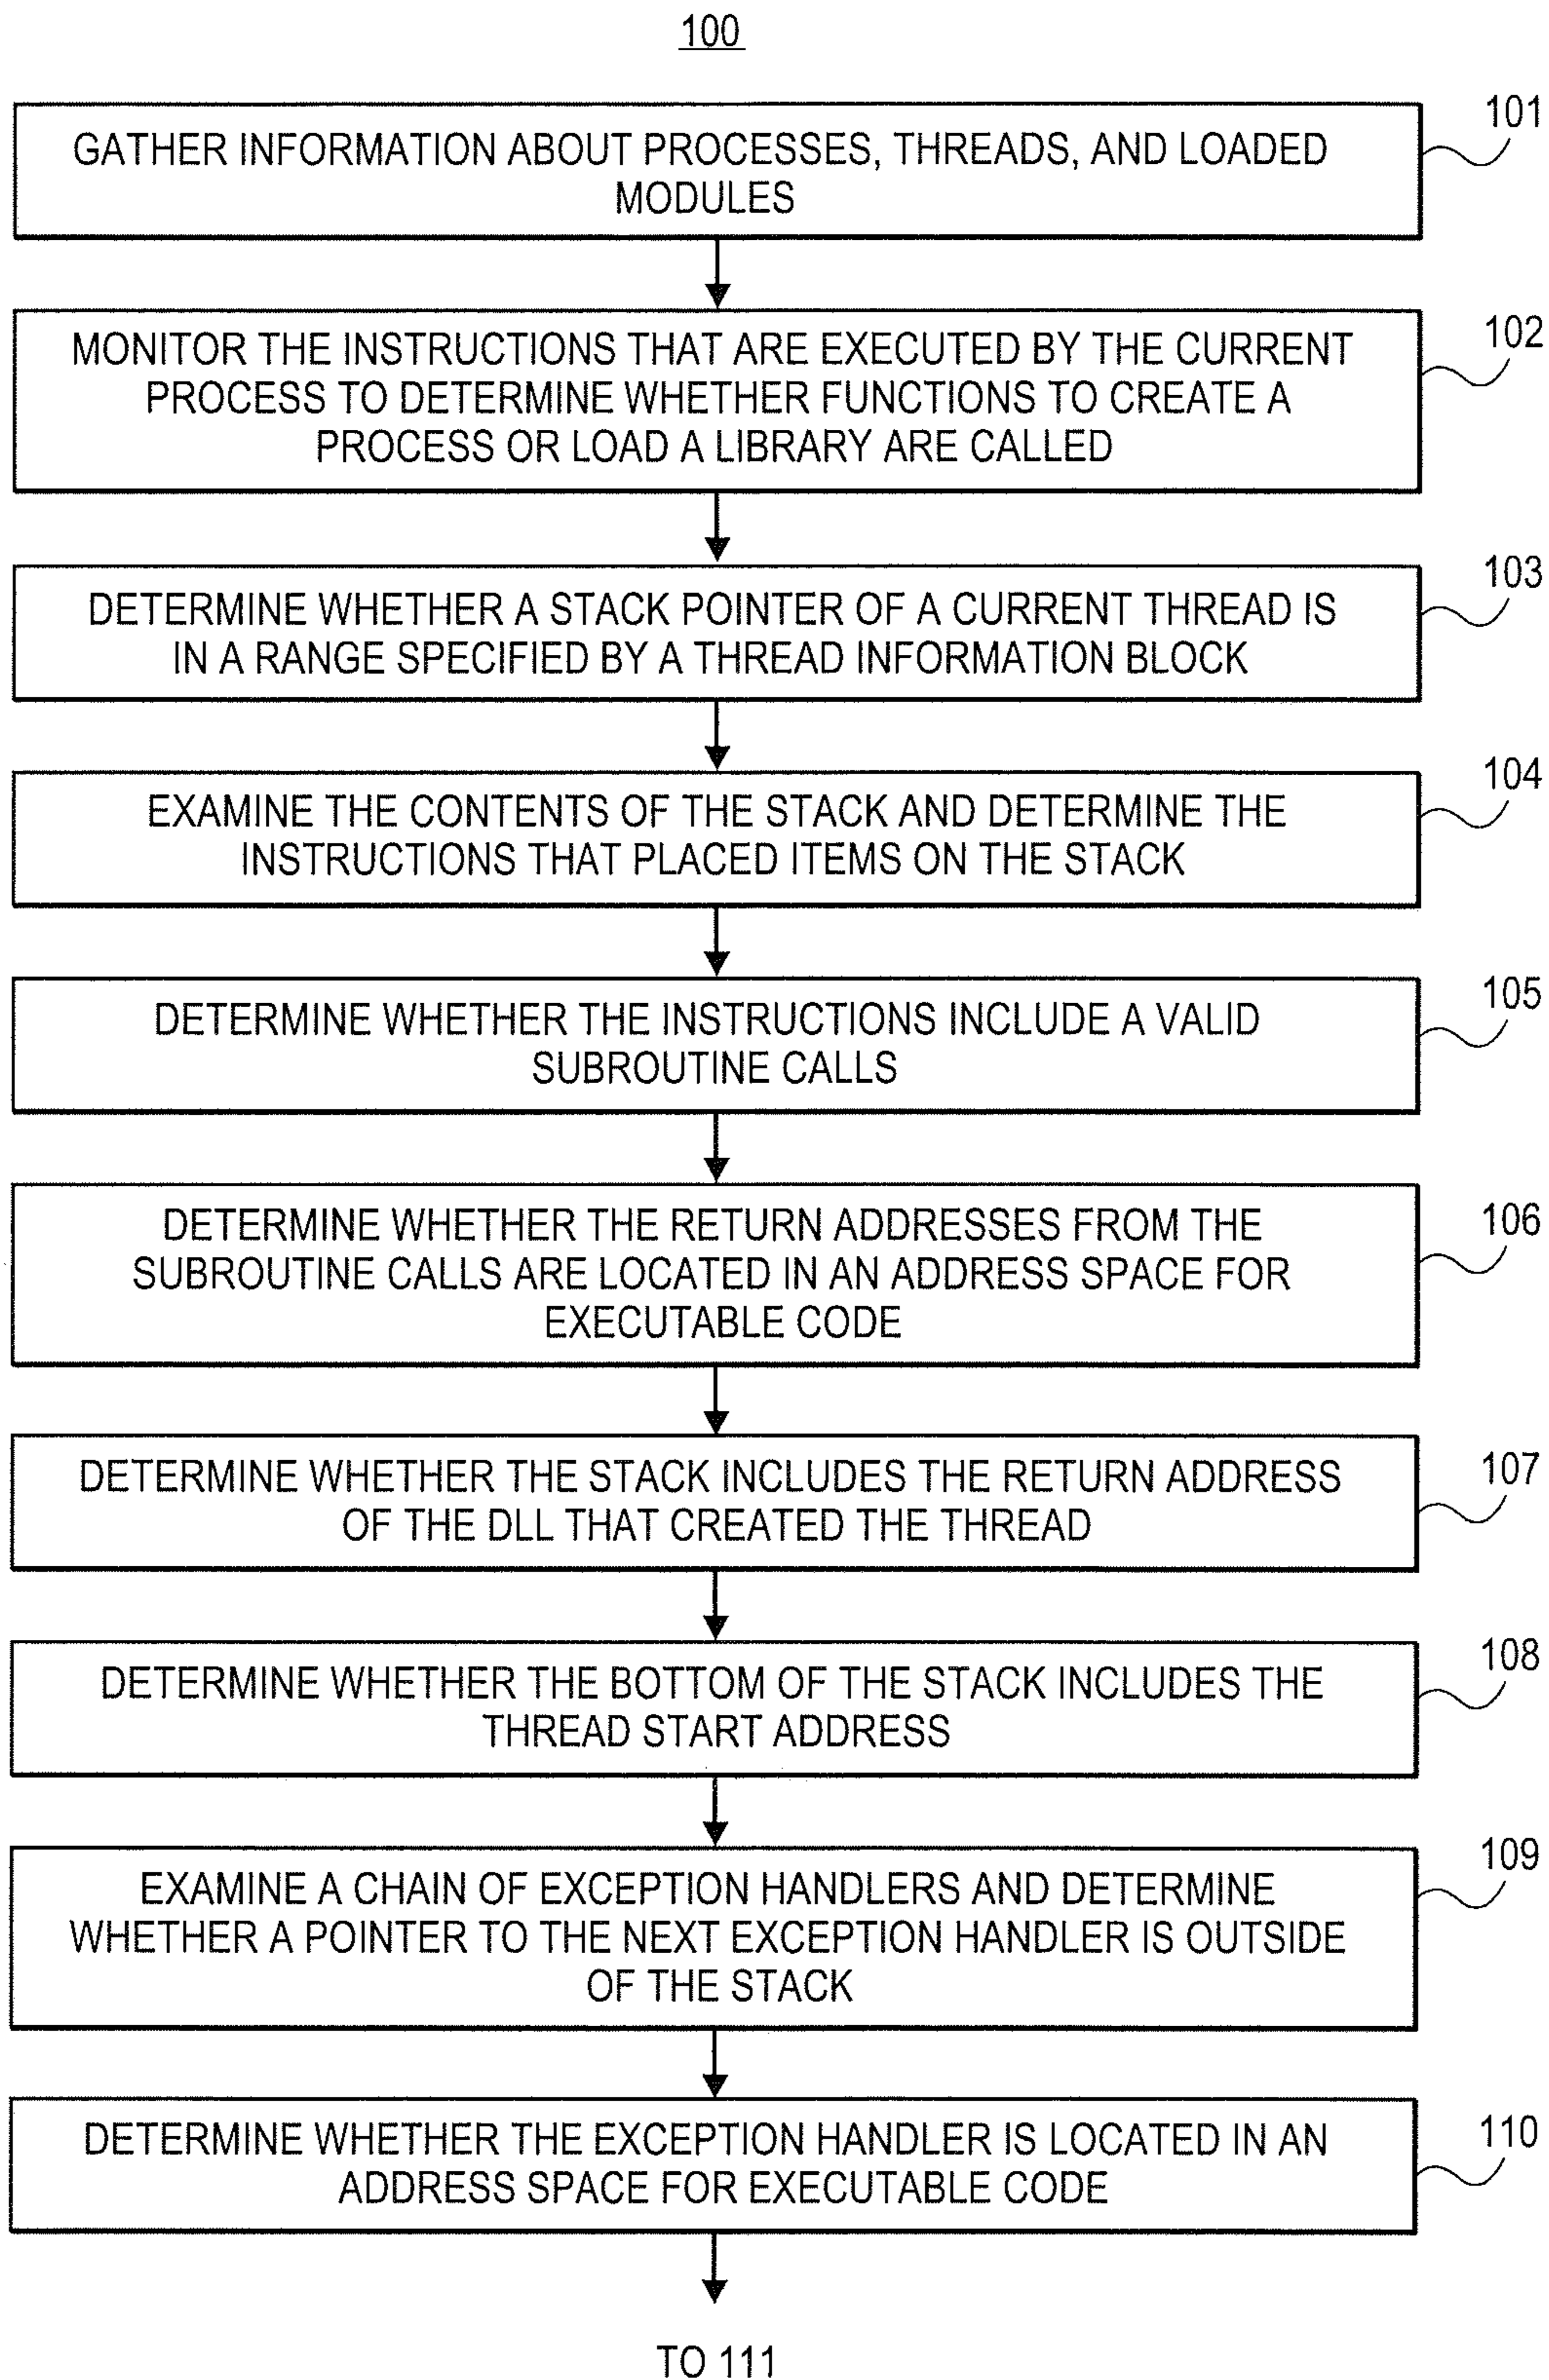 100
GATHER INFORMATION ABOUT PROCESSES, THREADS, AND LOADED
MODULES
101
MONITOR THE INSTRUCTIONS THAT ARE EXECUTED BY THE CURRENT
PROCESS TO DETERMINE WHETHER FUNCTIONS TO CREATE A
PROCESS OR LOAD A LIBRARY ARE CALLED
102
DETERMINE WHETHER A STACK POINTER OF A CURRENT THREAD IS
IN A RANGE SPECIFIED BY A THREAD INFORMATION BLOCK
103
EXAMINE THE CONTENTS OF THE STACK AND DETERMINE THE
INSTRUCTIONS THAT PLACED ITEMS ON THE STACK
104
DETERMINE WHETHER THE INSTRUCTIONS INCLUDE A VALID
SUBROUTINE CALLS
105
DETERMINE WHETHER THE RETURN ADDRESSES FROM THE
SUBROUTINE CALLS ARE LOCATED IN AN ADDRESS SPACE FOR
EXECUTABLE CODE
106
DETERMINE WHETHER THE STACK INCLUDES THE RETURN ADDRESS
OF THE DLL THAT CREATED THE THREAD
107
DETERMINE WHETHER THE BOTTOM OF THE STACK INCLUDES THE
THREAD START ADDRESS
108
EXAMINE A CHAIN OF EXCEPTION HANDLERS AND DETERMINE
WHETHER A POINTER TO THE NEXT EXCEPTION HANDLER IS OUTSIDE
OF THE STACK
109
DETERMINE WHETHER THE EXCEPTION HANDLER IS LOCATED IN AN
ADDRESS SPACE FOR EXECUTABLE CODE
110
TO 111